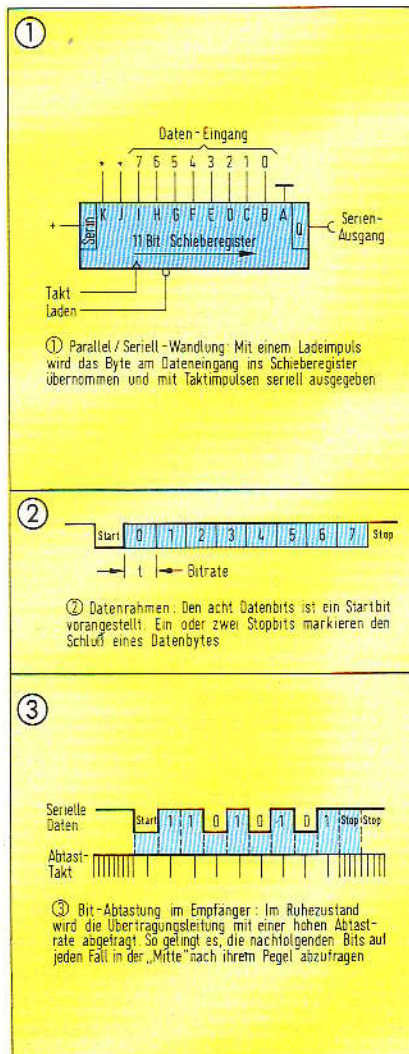 ①
Daten-Eingang
+ + 7 6 5 4 3 2 1 0
K J I H G F E D C B A
+ Serin 11 Bit Schieberegister Q Serien-
Ausgang
Takt
Laden
① Parallel / Seriell-Wandlung: Mit einem Ladeimpuls
wird das Byte am Dateneingang ins Schieberegister
übernommen und mit Taktimpulsen seriell ausgegeben
②
Start 0 1 2 3 4 5 6 7 Stop
t Bitrate
② Datenrahmen: Den acht Datenbits ist ein Startbit
vorangestellt. Ein oder zwei Stopbits markieren den
Schluß eines Datenbytes
③
Serielle
Daten
Start 1 1 0 1 0 1 0 1 Stop Stop
Abtast-
Takt
③ Bit-Abtastung im Empfänger: Im Ruhezustand
wird die Übertragungsleitung mit einer hohen Abtast-
rate abgefragt. So gelingt es, die nachfolgenden Bits auf
jeden Fall in der „Mitte" nach ihrem Pegel abzufragen